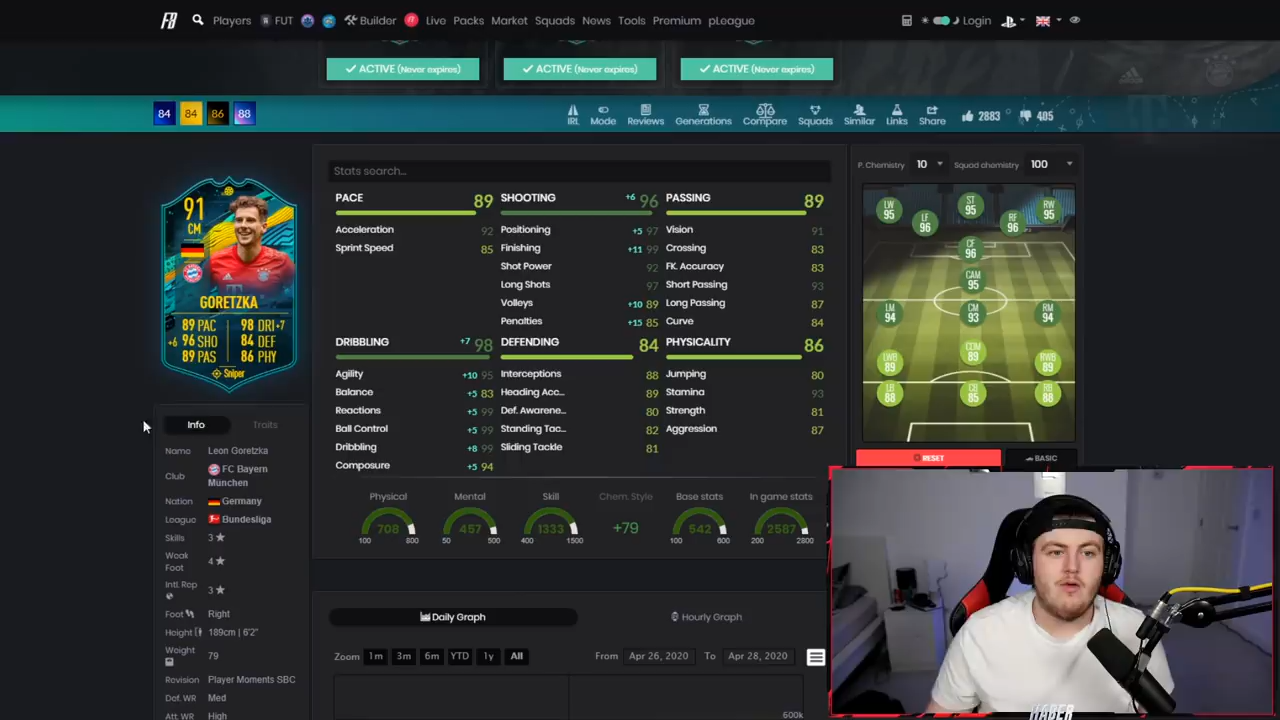 FB Players FUT Builder Live Packs Market Squads News Tools Premium pLeague Login
ACTIVE (Never expires) ACTIVE (Never expires) ACTIVE (Never expires)
84 84 86 88
IRL Mode Reviews Generations Compare Squads Similar Links Share 2883 405
Stats search...
P. Chemistry 10 Squad chemistry 100
PACE 89 SHOOTING +6 96 PASSING 89
Acceleration 92 Positioning +5 97 Vision 91
Sprint Speed 85 Finishing +11 99 Crossing 83
Shot Power 92 FK. Accuracy 83
Long Shots 97 Short Passing 93
Volleys +10 89 Long Passing 87
Penalties +15 85 Curve 84
DRIBBLING +7 98 DEFENDING 84 PHYSICALITY 86
Agility +10 95 Interceptions 88 Jumping 80
Balance +5 83 Heading Acc... 89 Stamina 93
Reactions +5 99 Def. Awarene... 80 Strength 81
Ball Control +5 99 Standing Tac... 82 Aggression 87
Dribbling +8 99 Sliding Tackle 81
Composure +5 94
91
CM
GORETZKA
89 PAC 98 DRI+7
+6 96 SHO 84 DEF
89 PAS 86 PHY
Sniper
LW 95 ST 95 RW 95
LF 96 RF 96
CF 96
CAM 95
LM 94 CM 93 RM 94
LWB 89 CDM 89 RWB 89
LB 88 CB 85 RB 88
RESET BASIC
Info Traits
Name Leon Goretzka
Club FC Bayern
München
Nation Germany
League Bundesliga
Skills 3
Weak
Foot 4
Intl. Rep 3
Foot Right
Height 189cm | 6'2"
Weight 79
Revision Player Moments SBC
Def. WR Med
Att. WR High
Physical Mental Skill Chem. Style Base stats In game stats
708 457 1333 +79 542 2587
100 800 50 500 400 1500 100 600 200 2800
Daily Graph Hourly Graph
Zoom 1m 3m 6m YTD 1y All From Apr 26, 2020 To Apr 28, 2020
600k
HABER